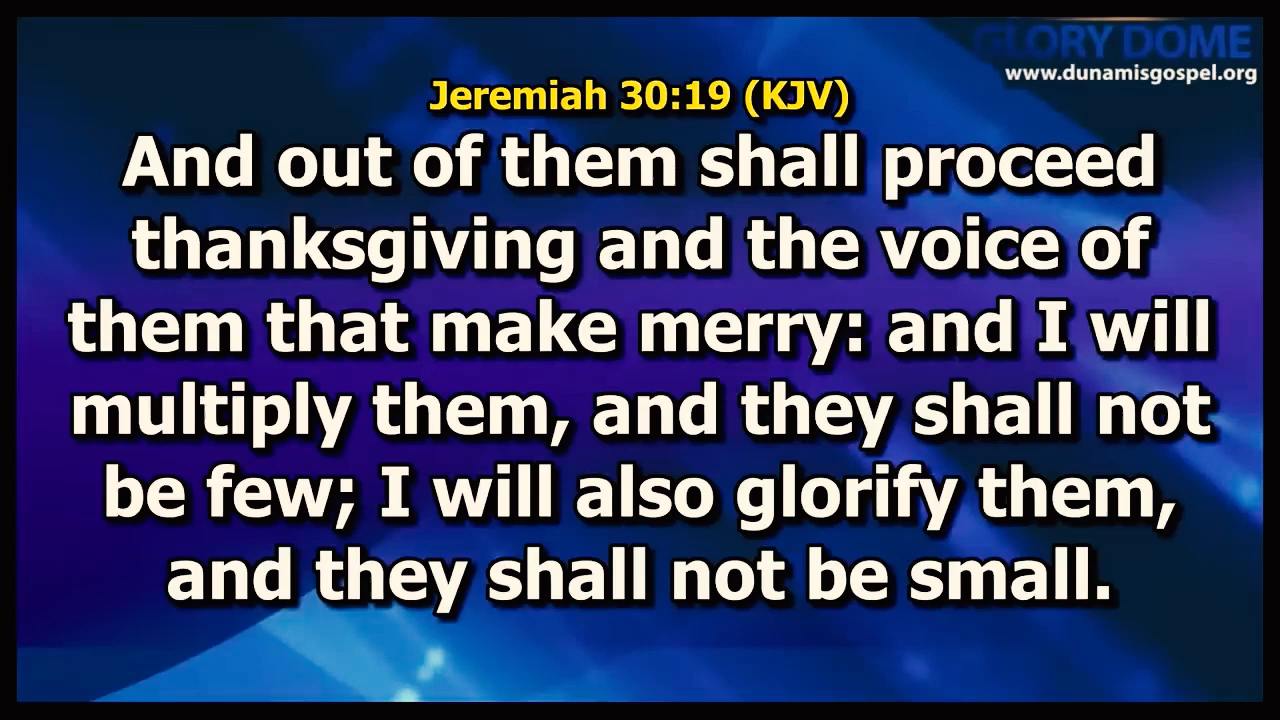 GLORY DOME
www.dunamisgospel.org
Jeremiah 30:19 (KJV)
And out of them shall proceed
thanksgiving and the voice of
them that make merry: and I will
multiply them, and they shall not
be few; I will also glorify them,
and they shall not be small.